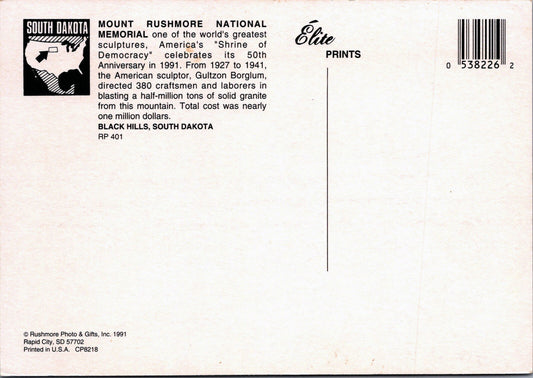 SOUTH DAKOTA
MOUNT RUSHMORE NATIONAL
MEMORIAL one of the world's greatest
sculptures, America's "Shrine of
Democracy" celebrates its 50th
Anniversary in 1991. From 1927 to 1941,
the American sculptor, Gultzon Borglum,
directed 380 craftsmen and laborers in
blasting a half-million tons of solid granite
from this mountain. Total cost was nearly
one million dollars.
BLACK HILLS, SOUTH DAKOTA
RP 401
Élite
PRINTS
0 538226 2
© Rushmore Photo & Gifts, Inc. 1991
Rapid City, SD 57702
Printed in U.S.A. CP8218